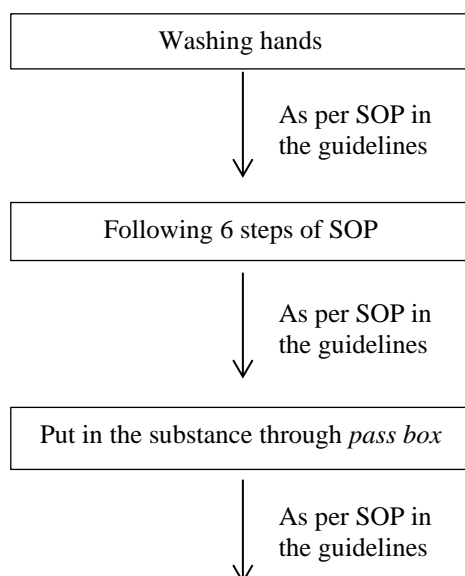 Washing hands
As per SOP in
the guidelines
Following 6 steps of SOP
As per SOP in
the guidelines
Put in the substance through pass box
As per SOP in
the guidelines